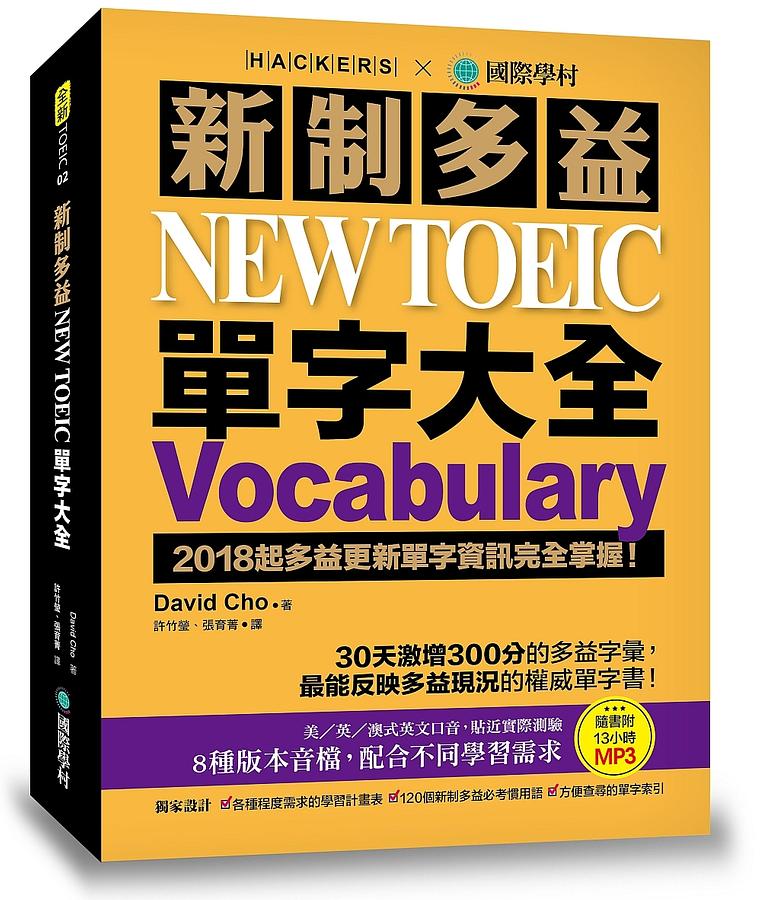 HACKERS × 國際學村
新制多益
NEW TOEIC
單字大全
Vocabulary
2018起多益更新單字資訊完全掌握！
David Cho • 著
許竹瑩、張育菁 • 譯
30天激增300分的多益字彙，
最能反映多益現況的權威單字書！
美／英／澳式英文口音，貼近實際測驗
8種版本音檔，配合不同學習需求
隨書附
13小時
MP3
獨家設計 ☑各種程度需求的學習計畫表 ☑120個新制多益必考慣用語 ☑方便查尋的單字索引
全新 TOEIC 02
新制多益 NEW TOEIC 單字大全
David Cho 著
許竹瑩、張育菁 譯
國際學村